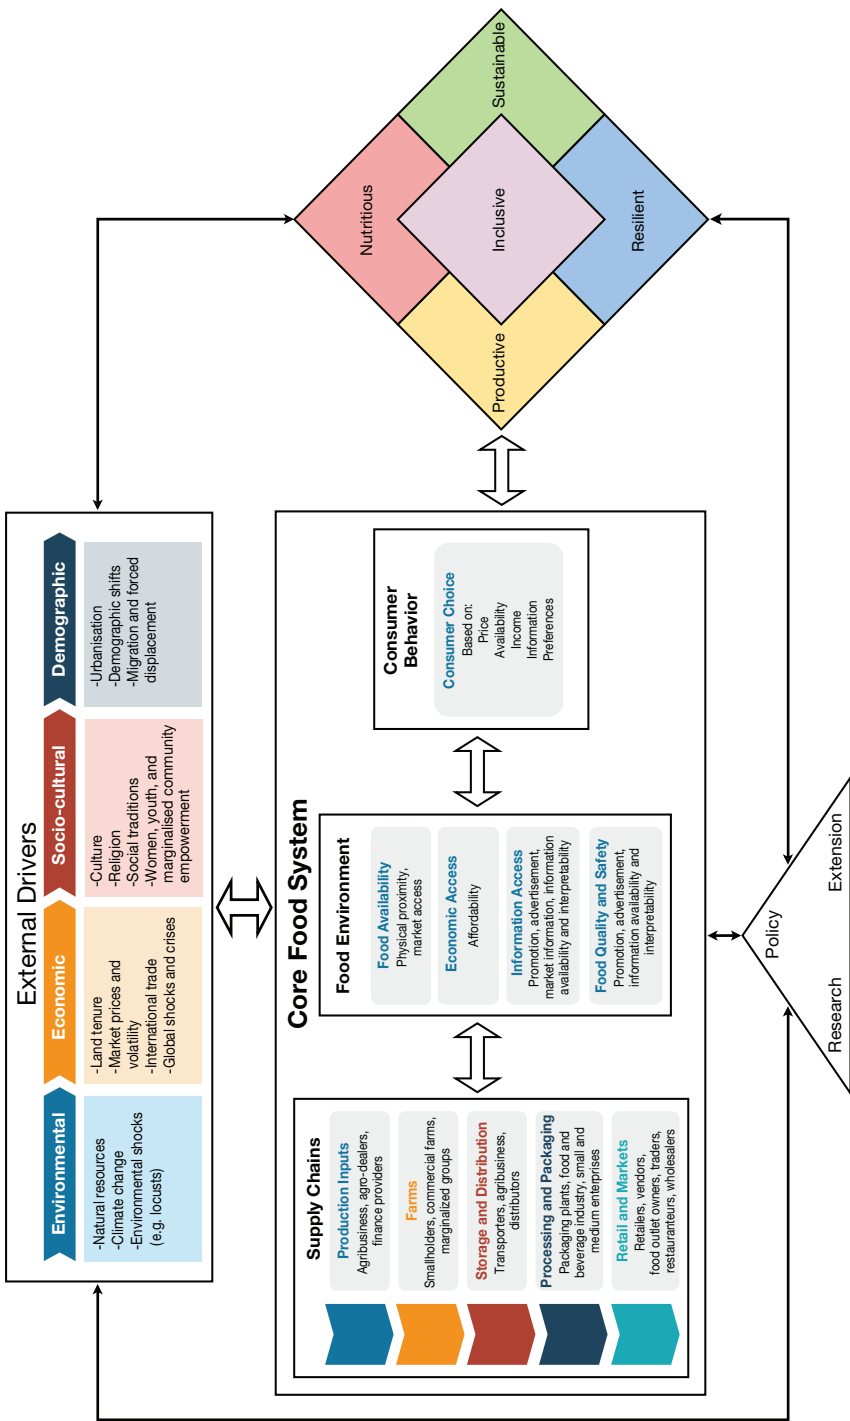 External Drivers
Environmental
-Natural resources
-Climate change
-Environmental shocks
(e.g. locusts)
Economic
-Land tenure
-Market prices and
volatility
-International trade
-Global shocks and crises
Socio-cultural
-Culture
-Religion
-Social traditions
-Women, youth, and
marginalised community
empowerment
Demographic
-Urbanisation
-Demographic shifts
-Migration and forced
displacement
Core Food System
Supply Chains
Production Inputs
Agribusiness, agro-dealers,
finance providers
Farms
Smallholders, commercial farms,
marginalized groups
Storage and Distribution
Transporters, agribusiness,
distributors
Processing and Packaging
Packaging plants, food and
beverage industry, small and
medium enterprises
Retail and Markets
Retailers, vendors,
food outlet owners, traders,
restauranteurs, wholesalers
Food Environment
Food Availability
Physical proximity,
market access
Economic Access
Affordability
Information Access
Promotion, advertisement,
market information, information
availability and interpretability
Food Quality and Safety
Promotion, advertisement,
information availability and
interpretability
Consumer
Behavior
Consumer Choice
Based on:
Price
Availability
Income
Information
Preferences
Nutritious
Productive
Inclusive
Sustainable
Resilient
Policy
Research
Extension